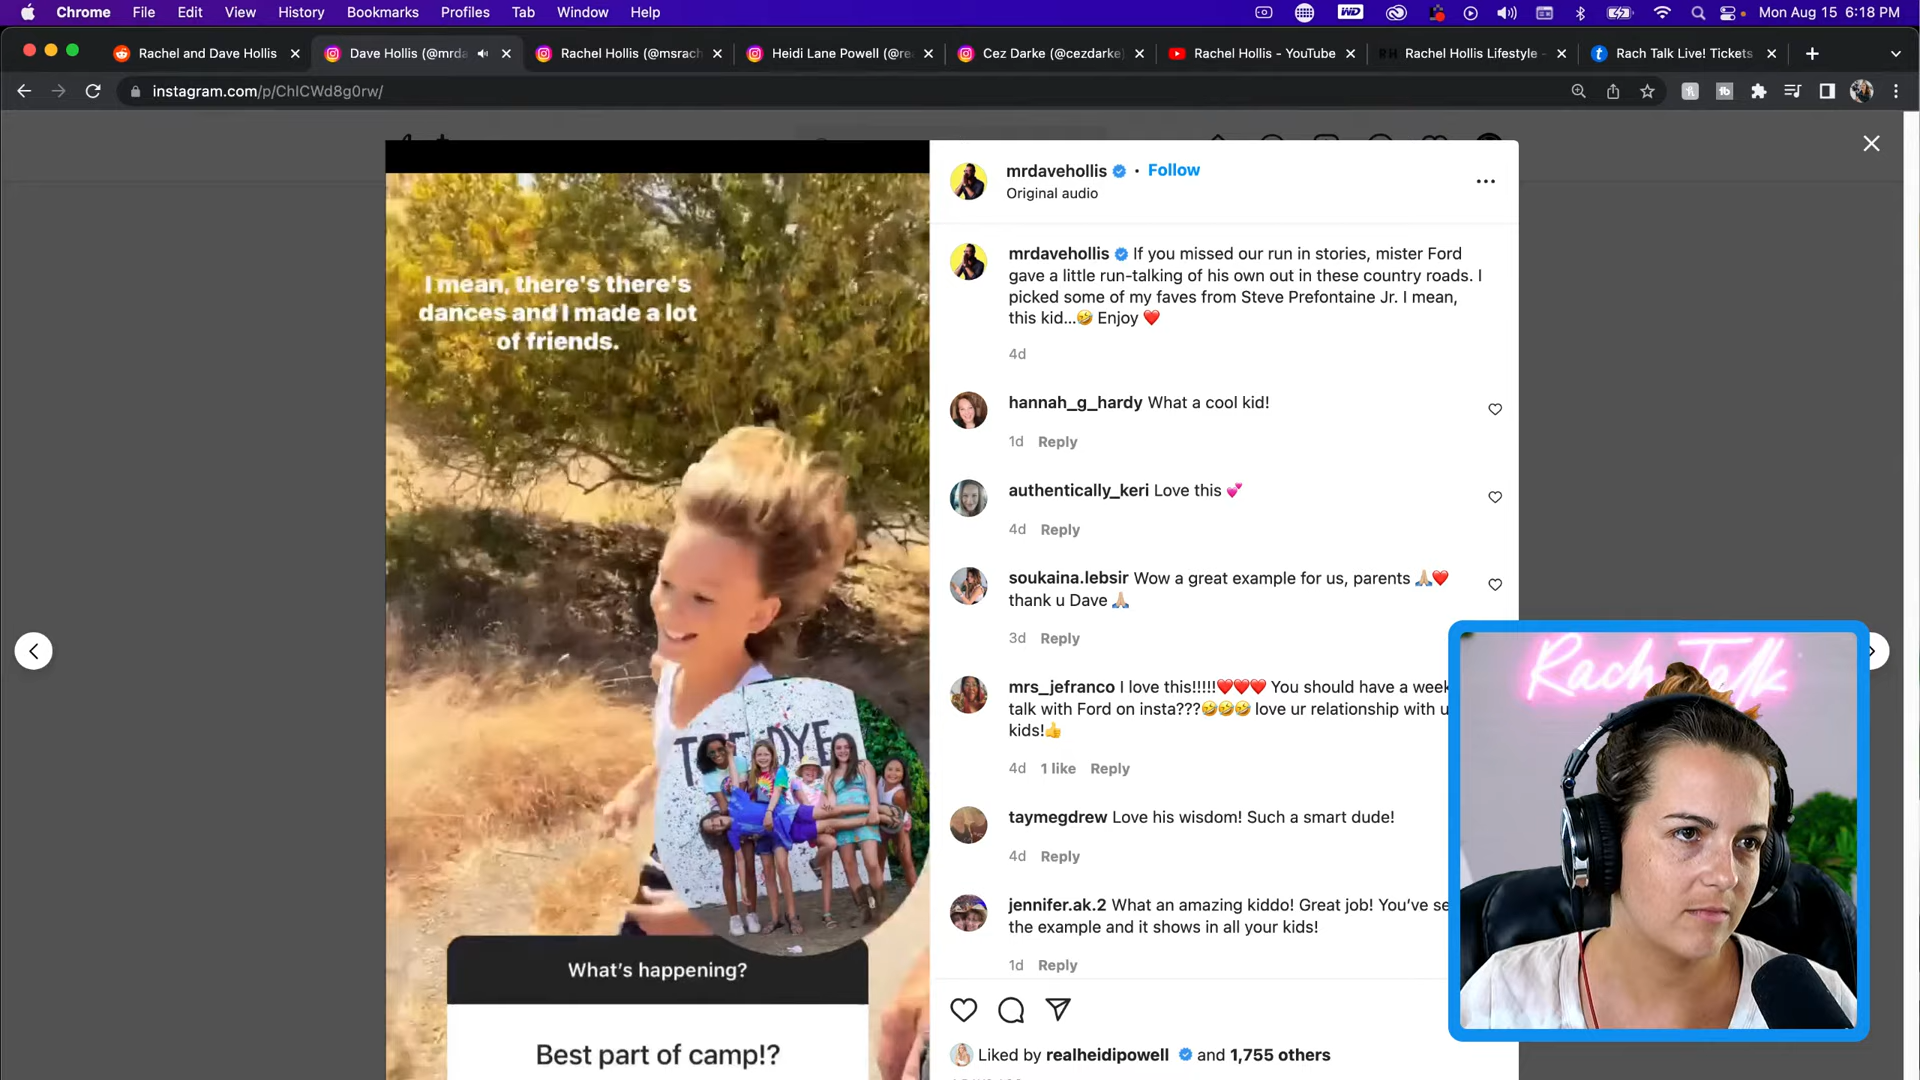 Chrome File Edit View History Bookmarks Profiles Tab Window Help
WD
Mon Aug 15 6:18 PM
Rachel and Dave Hollis
Dave Hollis (@mrda
Rachel Hollis (@msrach
Heidi Lane Powell (@re
Cez Darke (@cezdarke)
Rachel Hollis - YouTube
RH
Rachel Hollis Lifestyle -
Rach Talk Live! Tickets
instagram.com/p/ChICWd8g0rw/
I mean, there's there's
dances and I made a lot
of friends.
What's happening?
Best part of camp!?
mrdavehollis • Follow
Original audio
mrdavehollis If you missed our run in stories, mister Ford
gave a little run-talking of his own out in these country roads. I
picked some of my faves from Steve Prefontaine Jr. I mean,
this kid...🤣 Enjoy ❤️
4d
hannah_g_hardy What a cool kid!
1d Reply
authentically_keri Love this 💕
4d Reply
soukaina.lebsir Wow a great example for us, parents 🙏🏼❤️
thank u Dave 🙏🏼
3d Reply
mrs_jefranco I love this!!!!!❤️❤️❤️ You should have a week
talk with Ford on insta???🤣🤣🤣 love ur relationship with u
kids!👍
4d 1 like Reply
taymegdrew Love his wisdom! Such a smart dude!
4d Reply
jennifer.ak.2 What an amazing kiddo! Great job! You've se
the example and it shows in all your kids!
1d Reply
Liked by realheidipowell and 1,755 others
Rach Talk